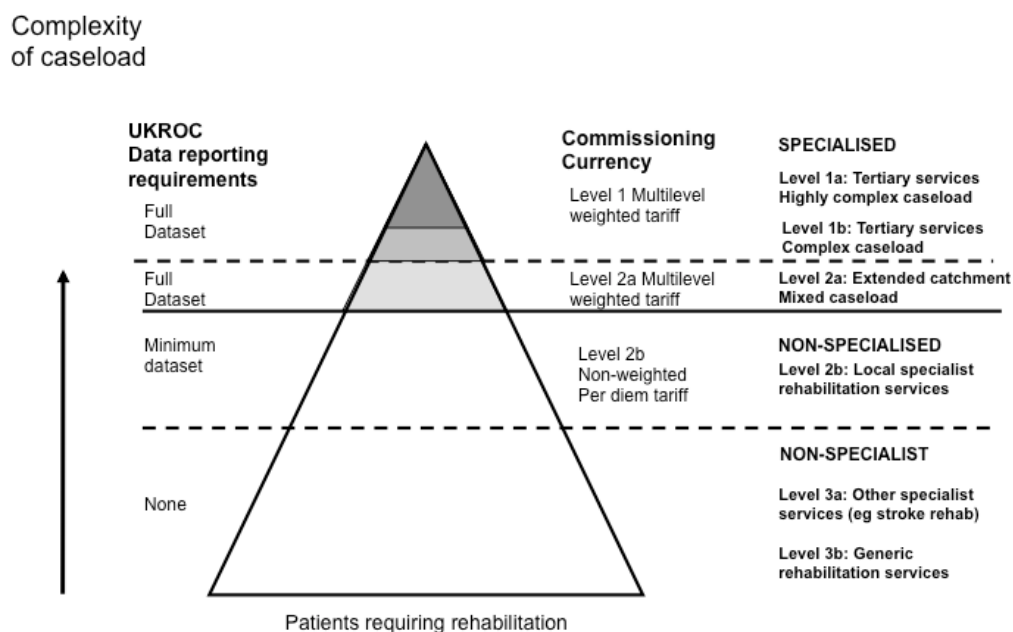 Complexity
of caseload
UKROC
Data reporting
requirements
Full
Dataset
Full
Dataset
Minimum
dataset
None
Commissioning
Currency
Level 1 Multilevel
weighted tariff
Level 2a Multilevel
weighted tariff
Level 2b
Non-weighted
Per diem tariff
SPECIALISED
Level 1a: Tertiary services
Highly complex caseload
Level 1b: Tertiary services
Complex caseload
Level 2a: Extended catchment
Mixed caseload
NON-SPECIALISED
Level 2b: Local specialist
rehabilitation services
NON-SPECIALIST
Level 3a: Other specialist
services (eg stroke rehab)
Level 3b: Generic
rehabilitation services
Patients requiring rehabilitation